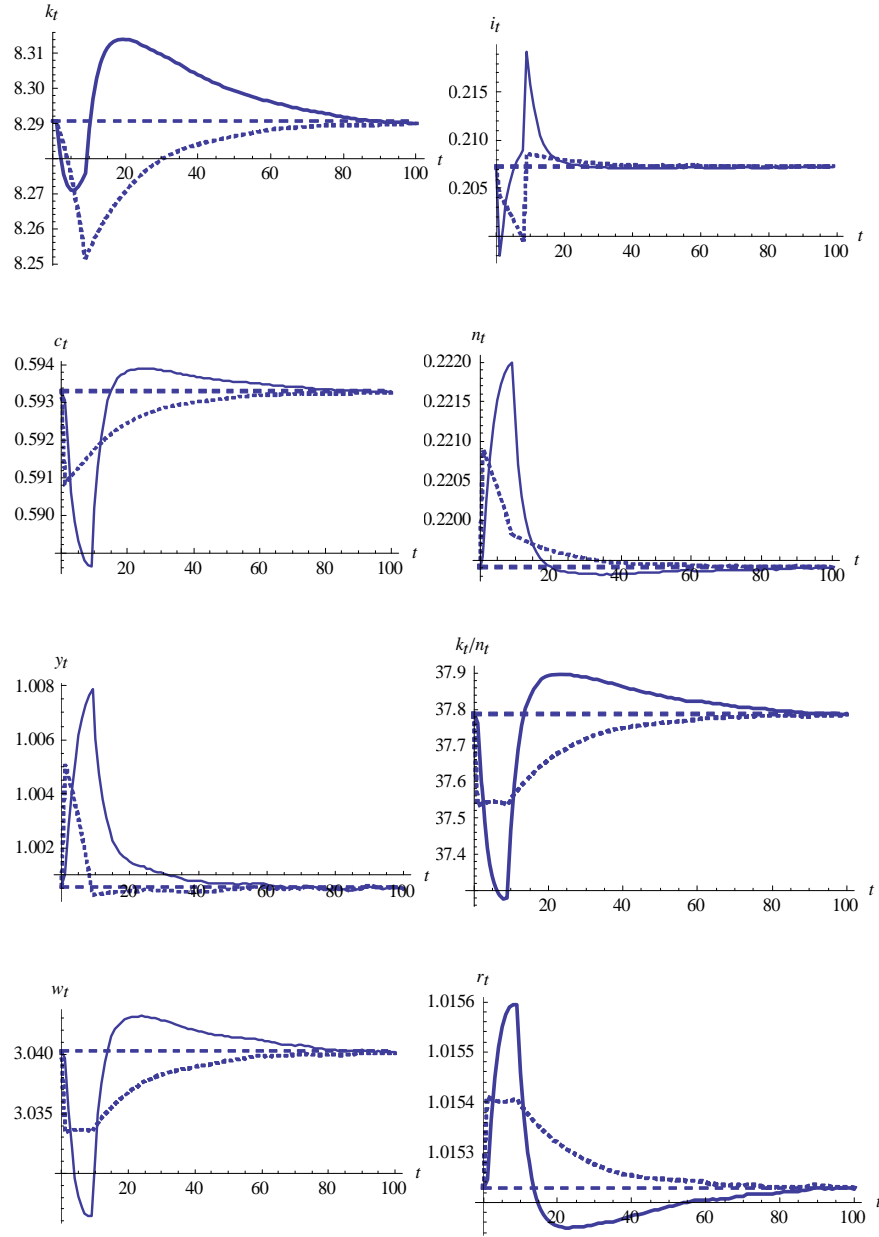 k_t
8.31
8.30
8.29
8.27
8.26
8.25
20 40 60 80 100 t
i_t
0.215
0.210
0.205
20 40 60 80 100 t
c_t
0.594
0.593
0.592
0.591
0.590
20 40 60 80 100 t
n_t
0.2220
0.2215
0.2210
0.2205
0.2200
20 40 60 80 100 t
y_t
1.008
1.006
1.004
1.002
20 40 60 80 100 t
k_t/n_t
37.9
37.8
37.7
37.6
37.5
37.4
20 40 60 80 100 t
w_t
3.040
3.035
20 40 60 80 100 t
r_t
1.0156
1.0155
1.0154
1.0153
20 40 60 80 100 t